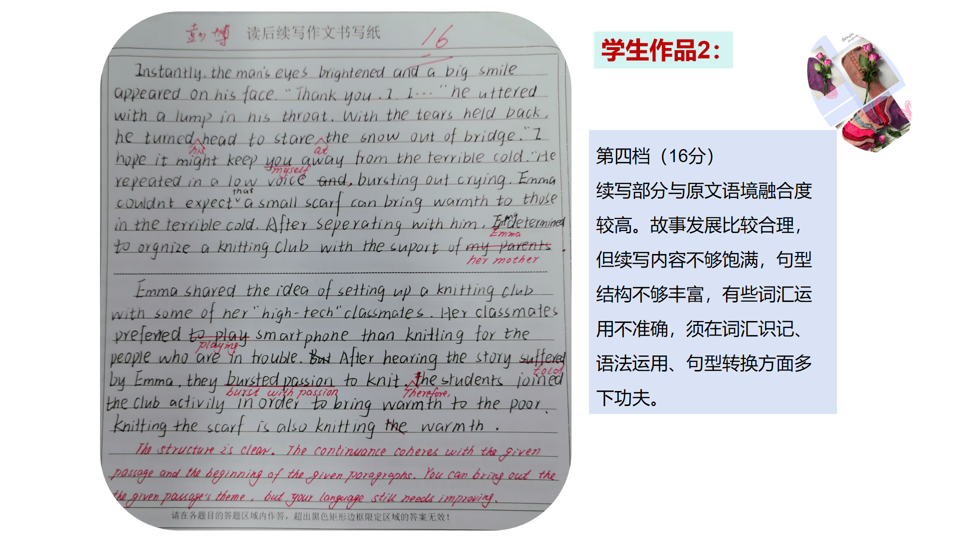 彭博 读后续写作文书写纸 16
Instantly, the man's eyes brightened and a big smile
appeared on his face. "Thank you. I, I..." he uttered
with a lump in his throat. With the tears held back,
he turned head to stare the snow out of bridge. "I
his at
hope it might keep you away from the terrible cold." He
myself
repeated in a low voice and, bursting out crying. Emma
that
couldnt expect a small scarf can bring warmth to those
in the terrible cold. After seperating with him, determined
Emma
to orgnize a knitting club with the suport of my parents.
her mother
Emma shared the idea of setting up a knitting club
with some of her "high-tech" classmates. Her classmates
preferred to play smartphone than knitling for the
playing
people who are in trouble. But After hearing the story suffered
told
by Emma, they bursted passion to knit. the students joined
burst with passion Therefore,
the club activily in order to bring warmth to the poor.
Knitting the scarf is also knitting the warmth.
The structure is clear. The continuance coheres with the given
passage and the beginning of the given paragraphs. You can bring out the
the given passage's theme, but your language still needs improving.
请在各题目的答题区域内作答，超出黑色矩形边框限定区域的答案无效！
学生作品2：
第四档（16分）
续写部分与原文语境融合度
较高。故事发展比较合理，
但续写内容不够饱满，句型
结构不够丰富，有些词汇运
用不准确，须在词汇识记、
语法运用、句型转换方面多
下功夫。